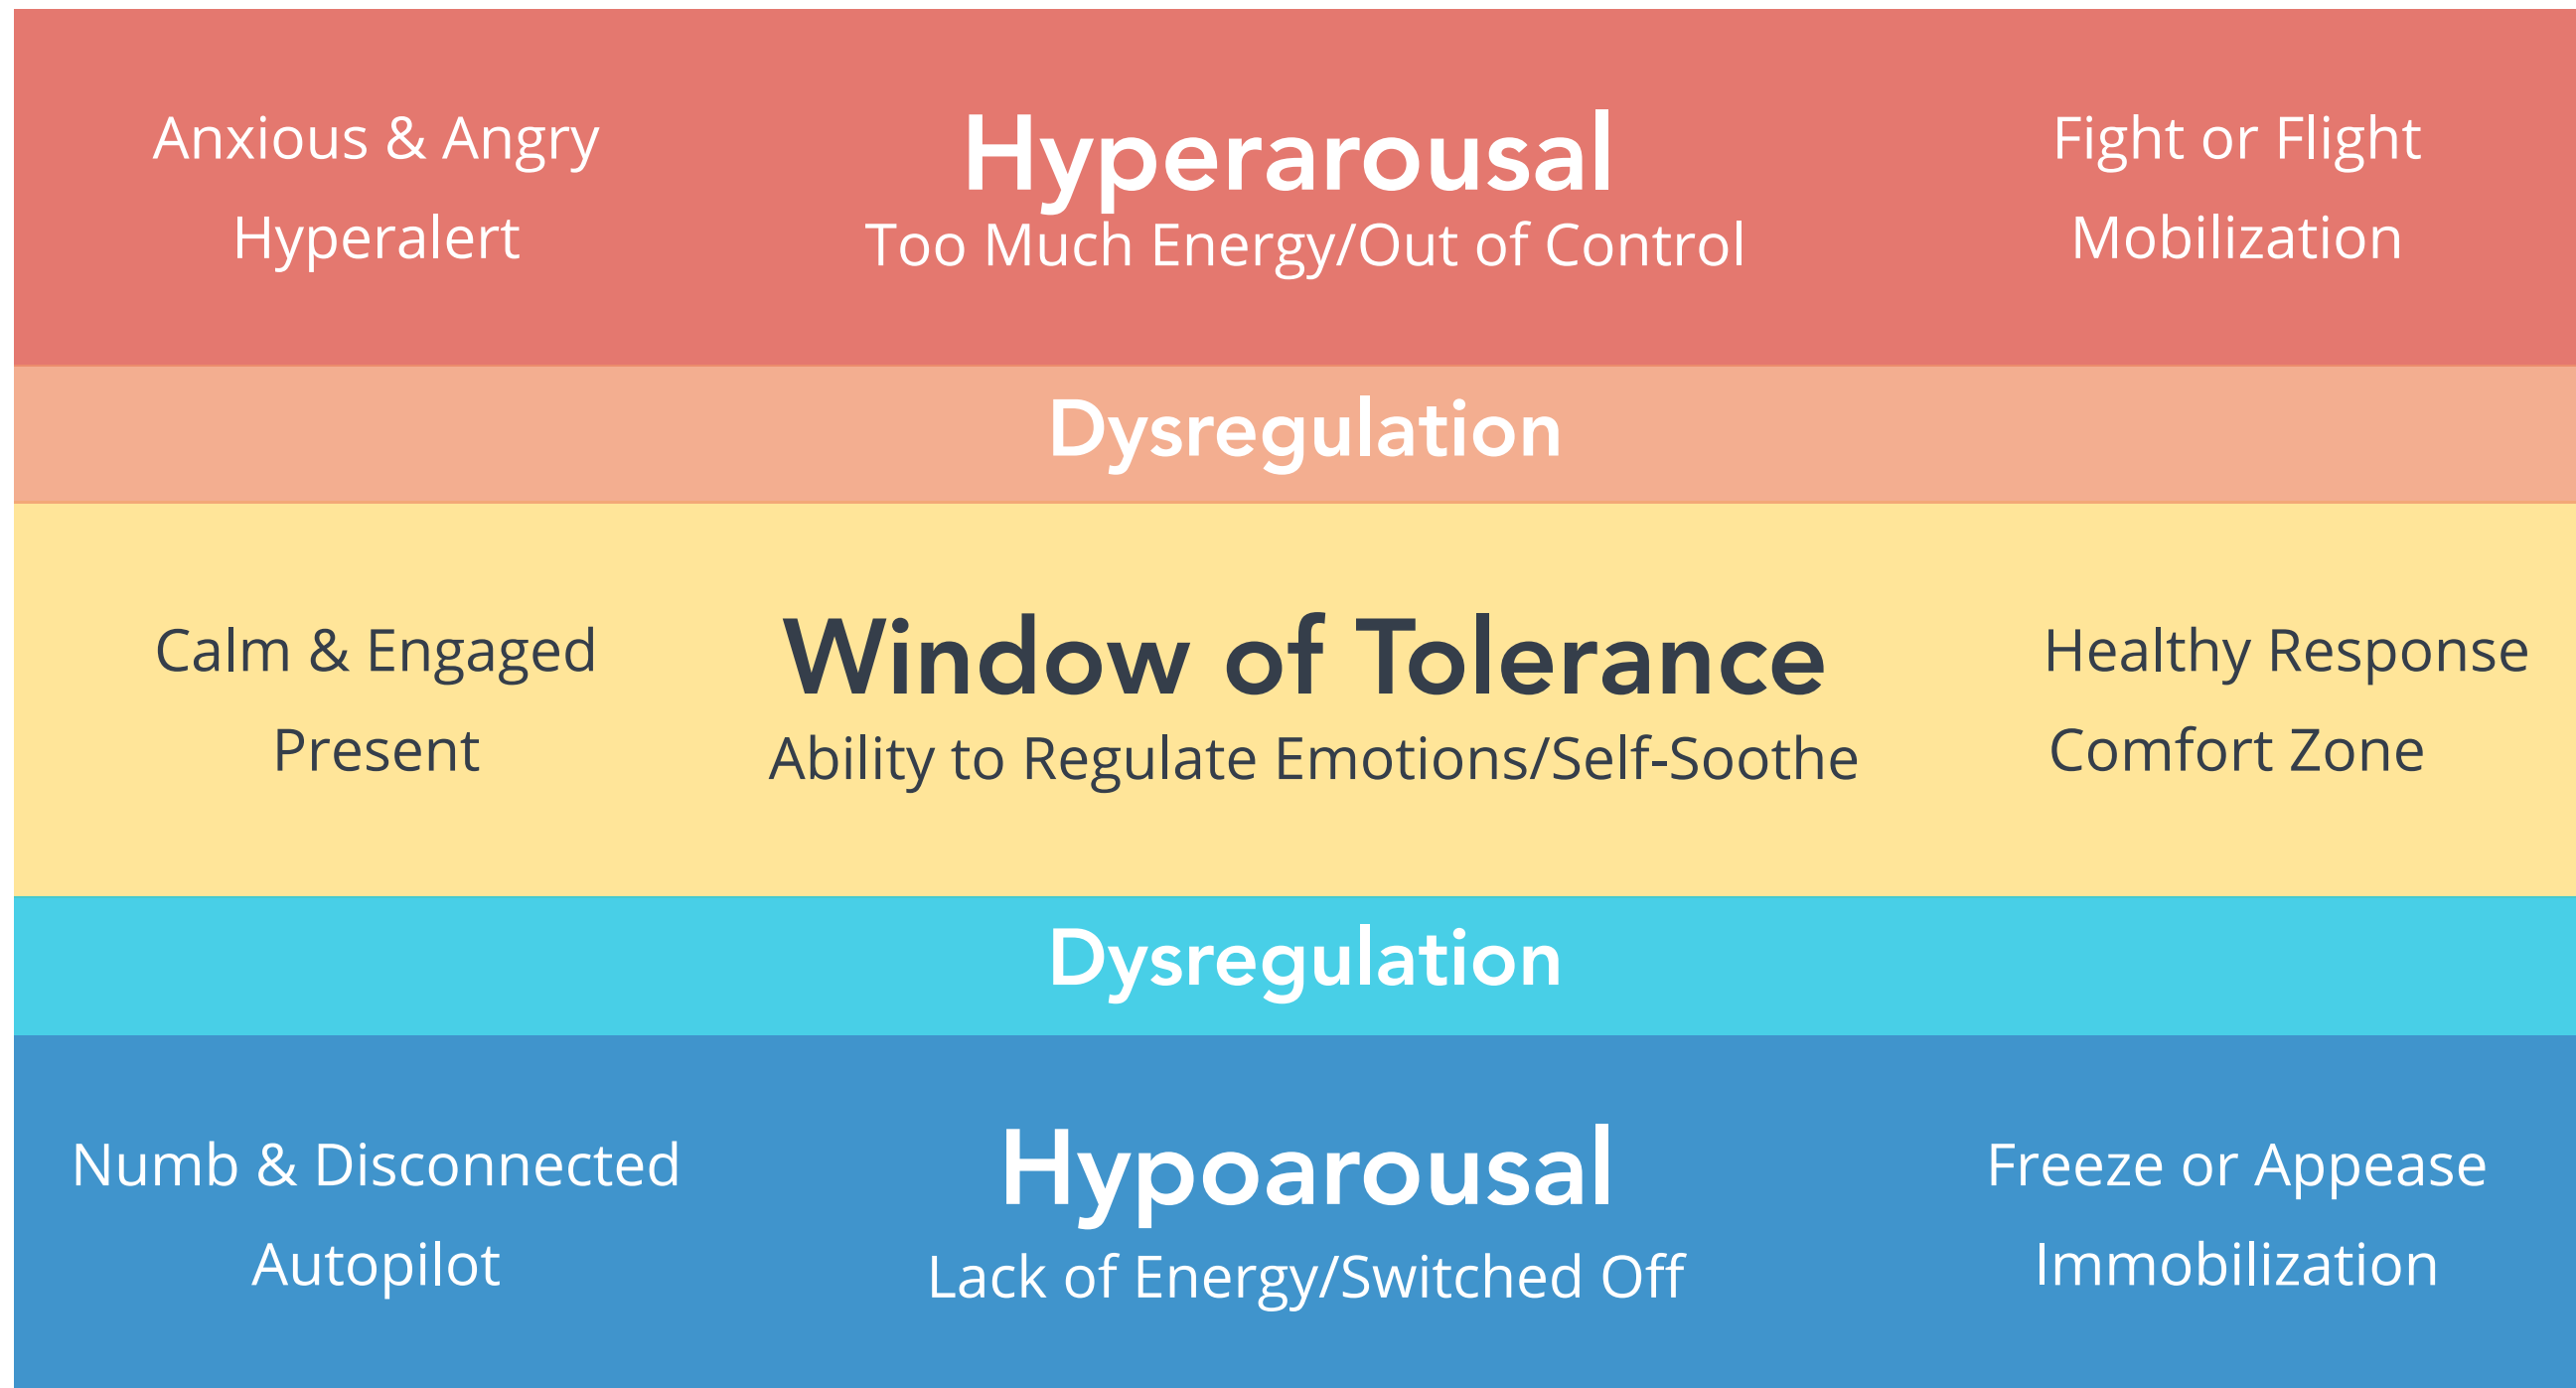 Anxious & Angry
Hyperalert
Hyperarousal
Too Much Energy/Out of Control
Fight or Flight
Mobilization
Dysregulation
Calm & Engaged
Present
Window of Tolerance
Ability to Regulate Emotions/Self-Soothe
Healthy Response
Comfort Zone
Dysregulation
Numb & Disconnected
Autopilot
Hypoarousal
Lack of Energy/Switched Off
Freeze or Appease
Immobilization